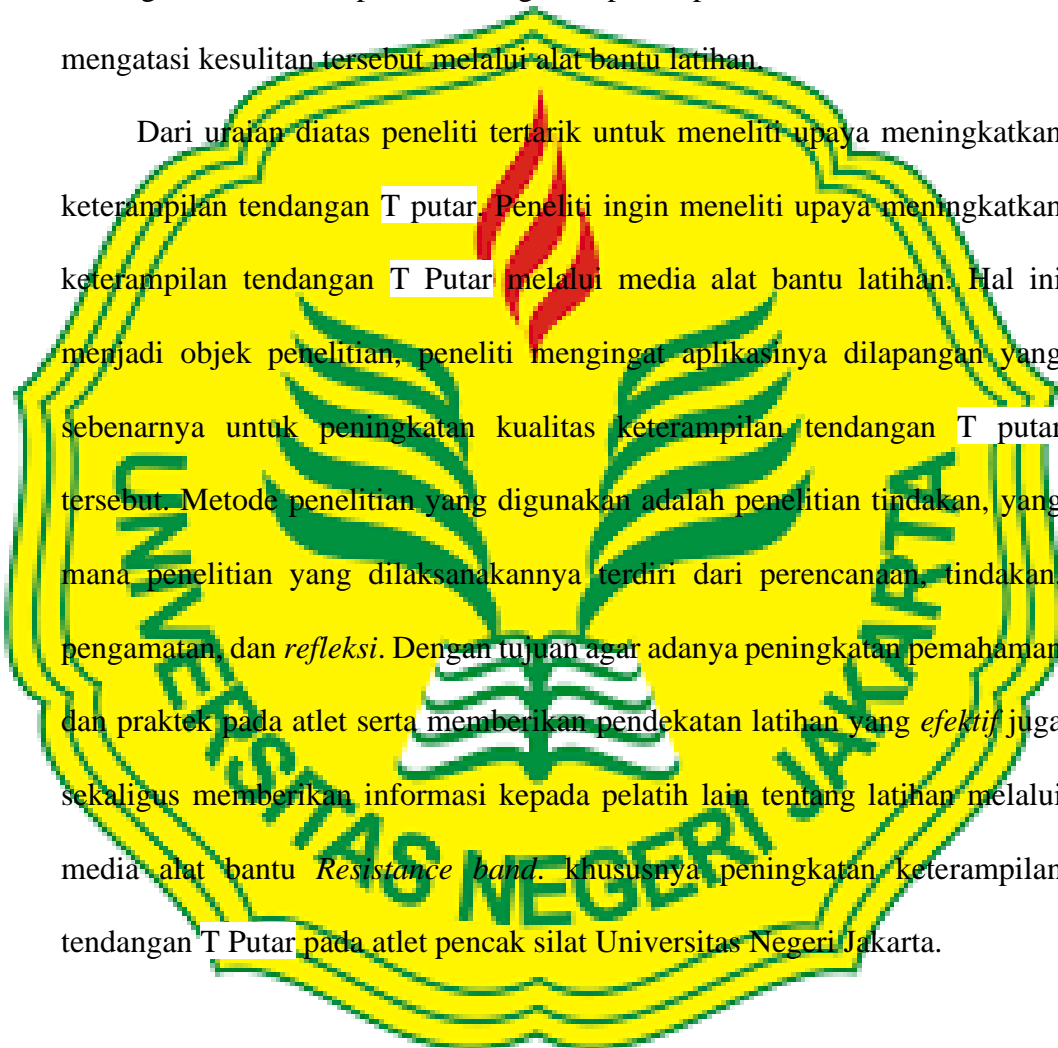 mengatasi kesulitan tersebut melalui alat bantu latihan.
Dari uraian diatas peneliti tertarik untuk meneliti upaya meningkatkan
keterampilan tendangan T putar. Peneliti ingin meneliti upaya meningkatkan
keterampilan tendangan T Putar melalui media alat bantu latihan. Hal ini
menjadi objek penelitian, peneliti mengingat aplikasinya dilapangan yang
sebenarnya untuk peningkatan kualitas keterampilan tendangan T putar
tersebut. Metode penelitian yang digunakan adalah penelitian tindakan, yang
mana penelitian yang dilaksanakannya terdiri dari perencanaan, tindakan,
pengamatan, dan refleksi. Dengan tujuan agar adanya peningkatan pemahaman
dan praktek pada atlet serta memberikan pendekatan latihan yang efektif juga
sekaligus memberikan informasi kepada pelatih lain tentang latihan melalui
media alat bantu Resistance band. khususnya peningkatan keterampilan
tendangan T Putar pada atlet pencak silat Universitas Negeri Jakarta.
UNIVERSITAS NEGERI JAKARTA